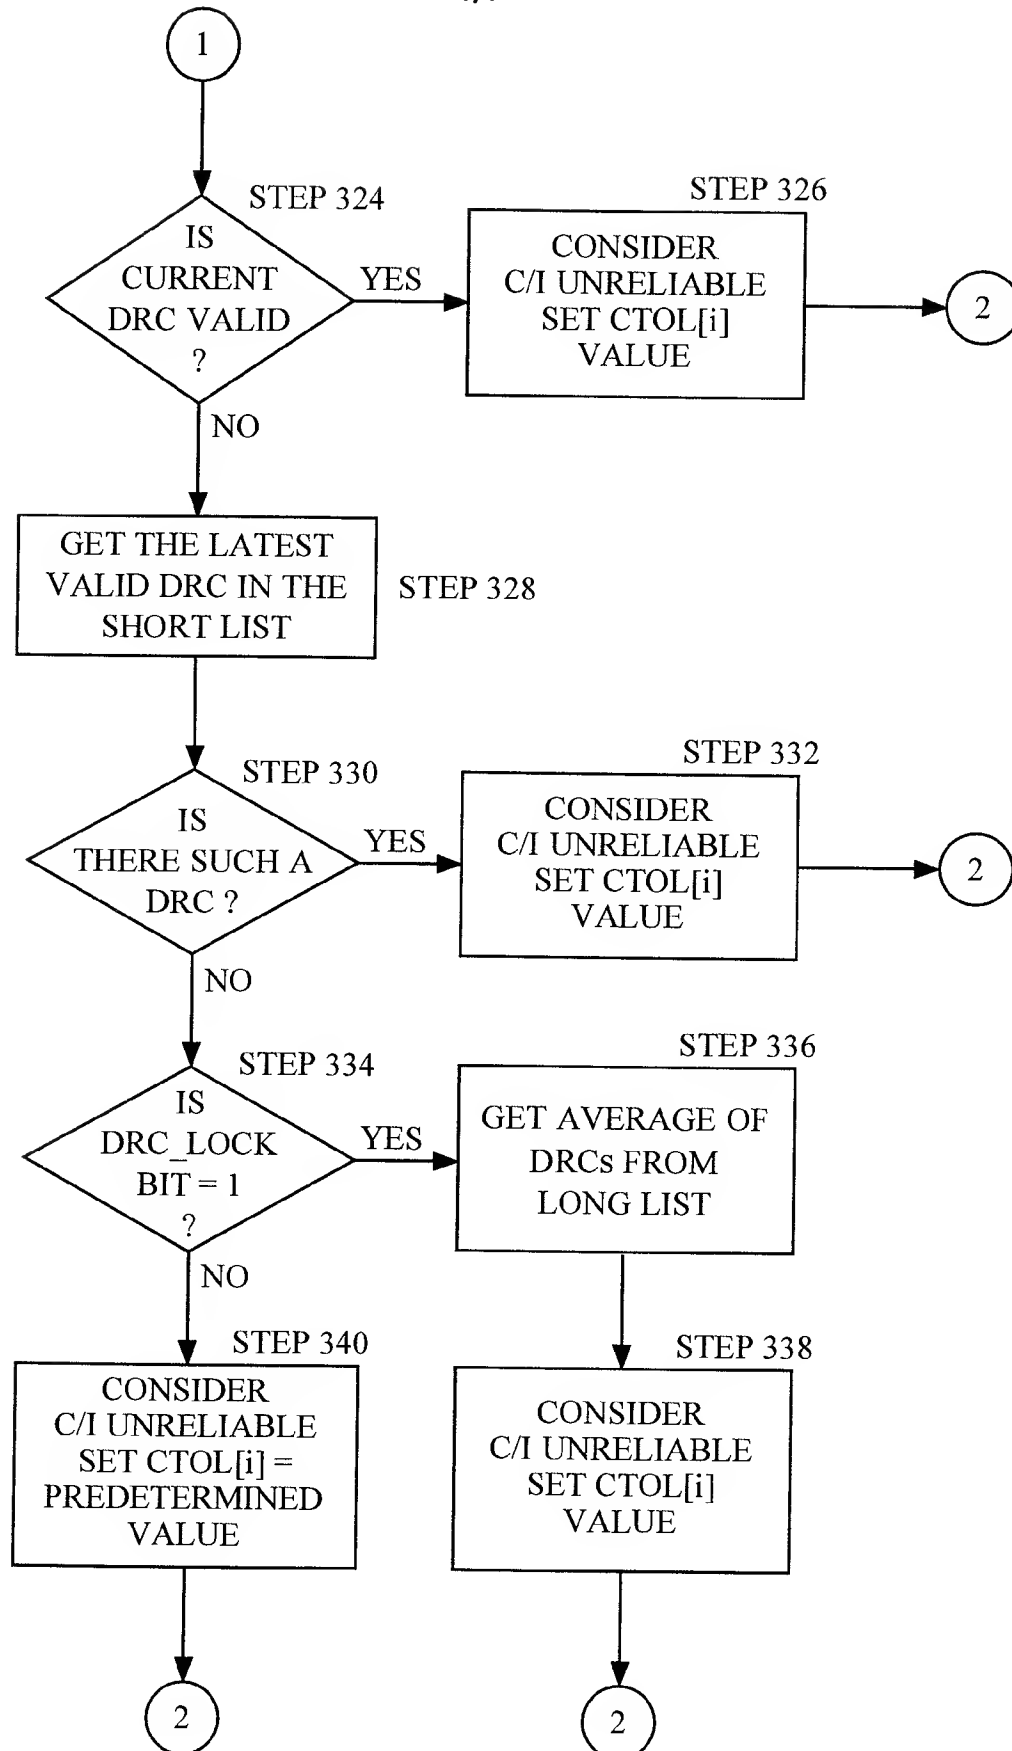 1
STEP 324
IS
CURRENT
DRC VALID
?
YES
NO
STEP 326
CONSIDER
C/I UNRELIABLE
SET CTOL[i]
VALUE
2
GET THE LATEST
VALID DRC IN THE
SHORT LIST
STEP 328
STEP 330
IS
THERE SUCH A
DRC ?
YES
NO
STEP 332
CONSIDER
C/I UNRELIABLE
SET CTOL[i]
VALUE
2
STEP 334
IS
DRC_LOCK
BIT = 1
?
YES
NO
STEP 336
GET AVERAGE OF
DRCs FROM
LONG LIST
STEP 340
CONSIDER
C/I UNRELIABLE
SET CTOL[i] =
PREDETERMINED
VALUE
2
STEP 338
CONSIDER
C/I UNRELIABLE
SET CTOL[i]
VALUE
2